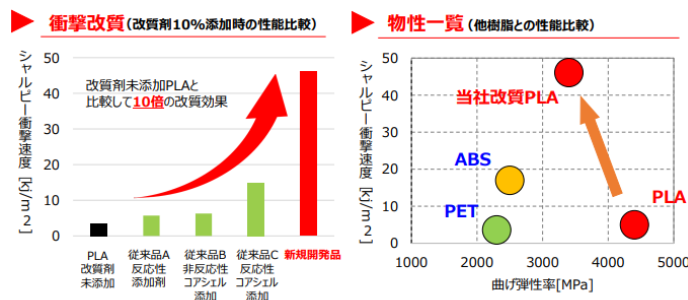 衝撃改質(改質剤10%添加時の性能比較)
シャルピー衝撃速度 [kj/m2]
50
40
30
20
10
0
改質剤未添加PLAと
比較して10倍の改質効果
PLA
改質剤
未添加
従来品A
反応性
添加剤
従来品B
非反応性
コアシェル
添加
従来品C
反応性
コアシェル
添加
新規開発品
物性一覧(他樹脂との性能比較)
シャルピー衝撃速度 [kj/m2]
50
40
30
20
10
0
当社改質PLA
ABS
PET
PLA
1000
2000
3000
4000
5000
曲げ弾性率[MPa]